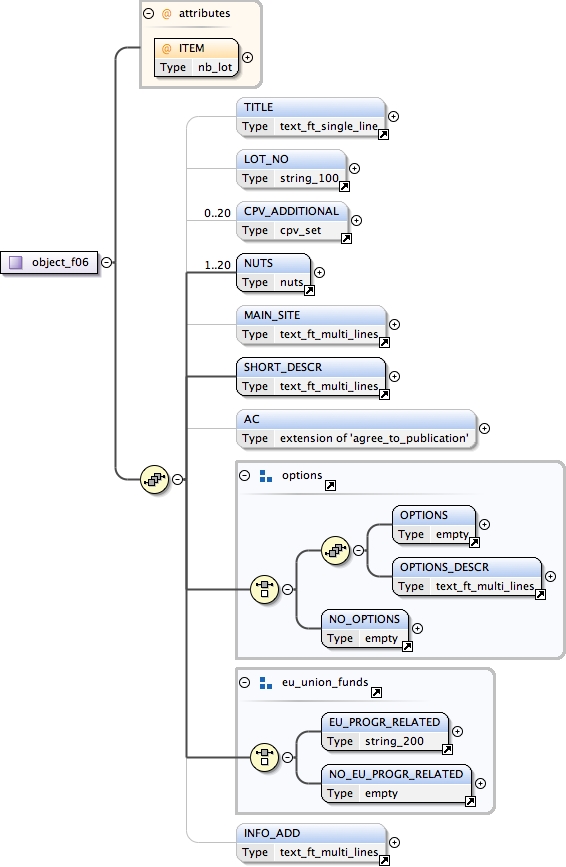 @ attributes
@ ITEM
Type nb_lot
TITLE
Type text_ft_single_line
LOT_NO
Type string_100
0..20 CPV_ADDITIONAL
Type cpv_set
object_f06
1..20 NUTS
Type nuts
MAIN_SITE
Type text_ft_multi_lines
SHORT_DESCR
Type text_ft_multi_lines
AC
Type extension of 'agree_to_publication'
options
OPTIONS
Type empty
OPTIONS_DESCR
Type text_ft_multi_lines
NO_OPTIONS
Type empty
eu_union_funds
EU_PROGR_RELATED
Type string_200
NO_EU_PROGR_RELATED
Type empty
INFO_ADD
Type text_ft_multi_lines